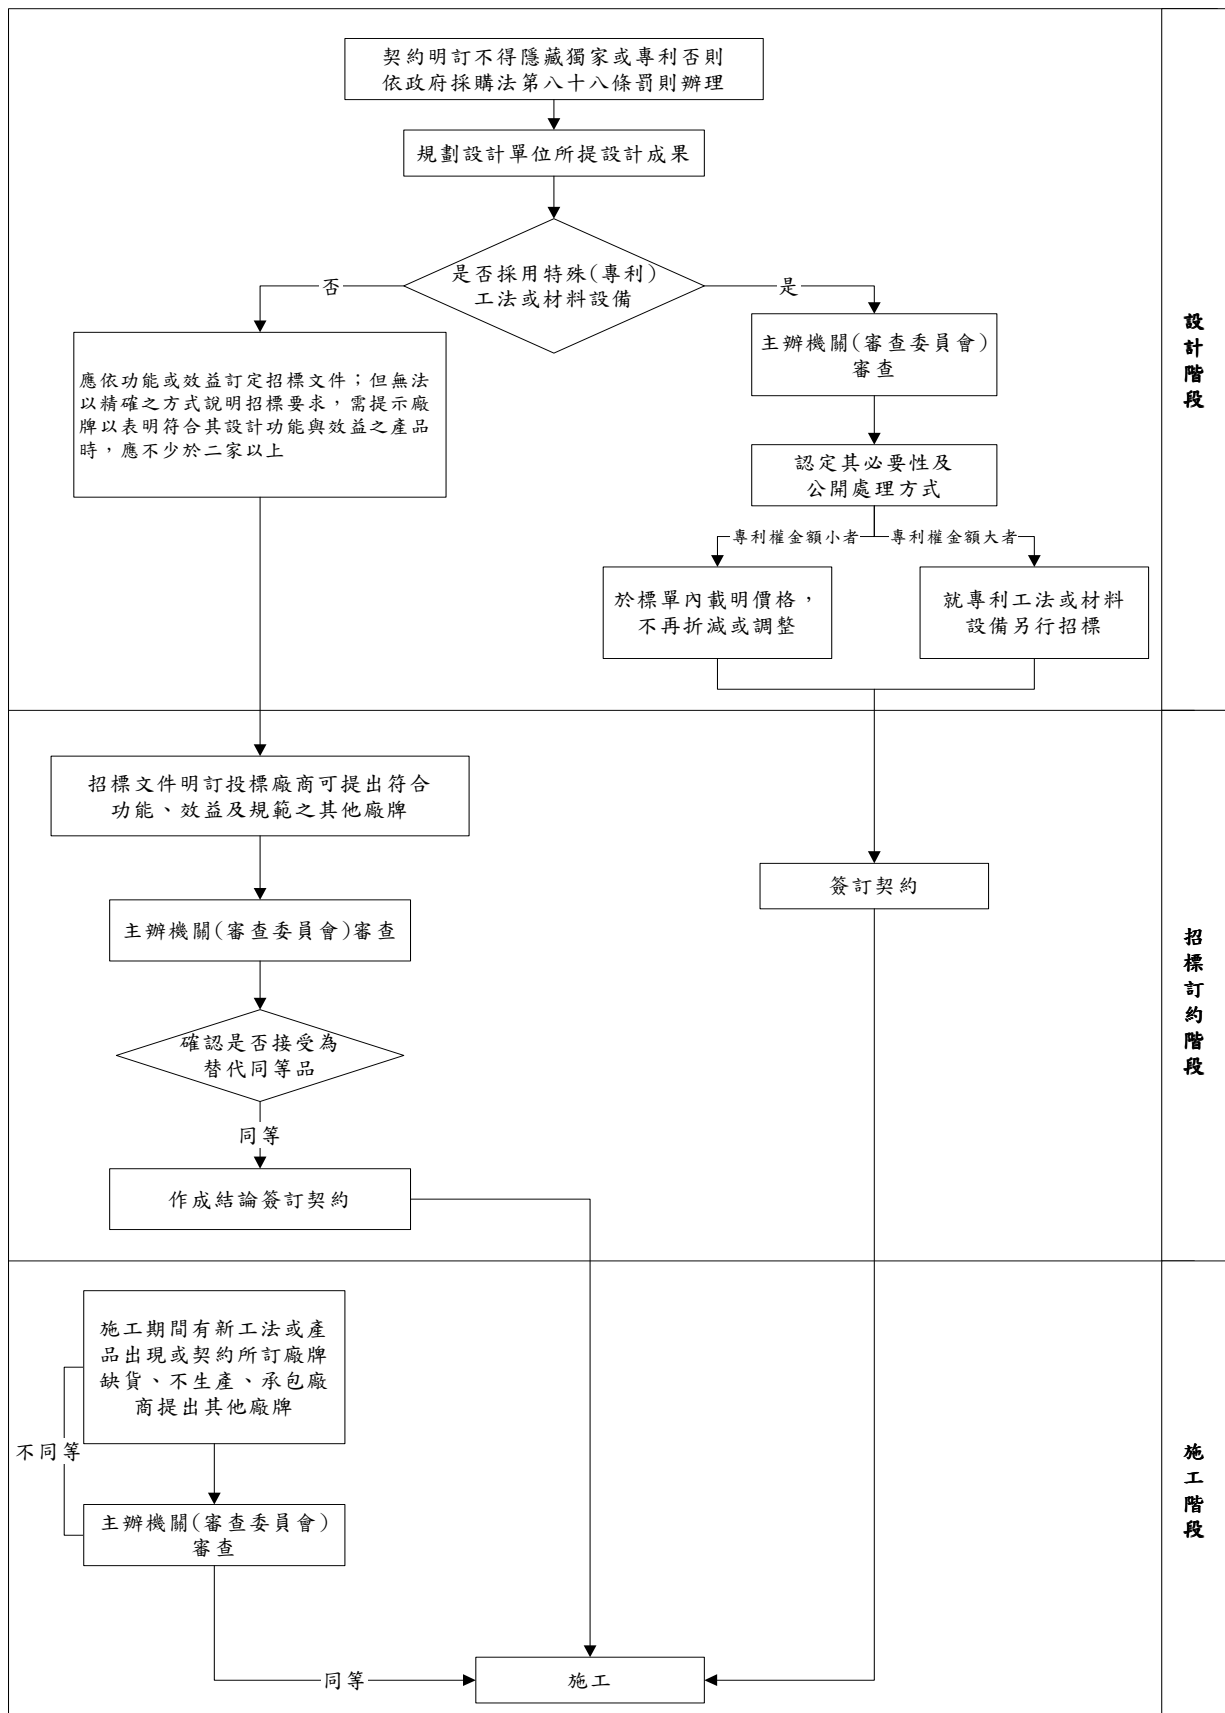 契約明訂不得隱藏獨家或專利否則
依政府採購法第八十八條罰則辦理
規劃設計單位所提設計成果
是否採用特殊(專利)
工法或材料設備
否
是
應依功能或效益訂定招標文件；但無法
以精確之方式說明招標要求，需提示廠
牌以表明符合其設計功能與效益之產品
時，應不少於二家以上
主辦機關(審查委員會)
審查
認定其必要性及
公開處理方式
專利權金額小者
專利權金額大者
於標單內載明價格，
不再折減或調整
就專利工法或材料
設備另行招標
設計階段
招標文件明訂投標廠商可提出符合
功能、效益及規範之其他廠牌
主辦機關(審查委員會)審查
確認是否接受為
替代同等品
同等
作成結論簽訂契約
簽訂契約
招標訂約階段
施工期間有新工法或產
品出現或契約所訂廠牌
缺貨、不生產、承包廠
商提出其他廠牌
不同等
主辦機關(審查委員會)
審查
同等
施工
施工階段